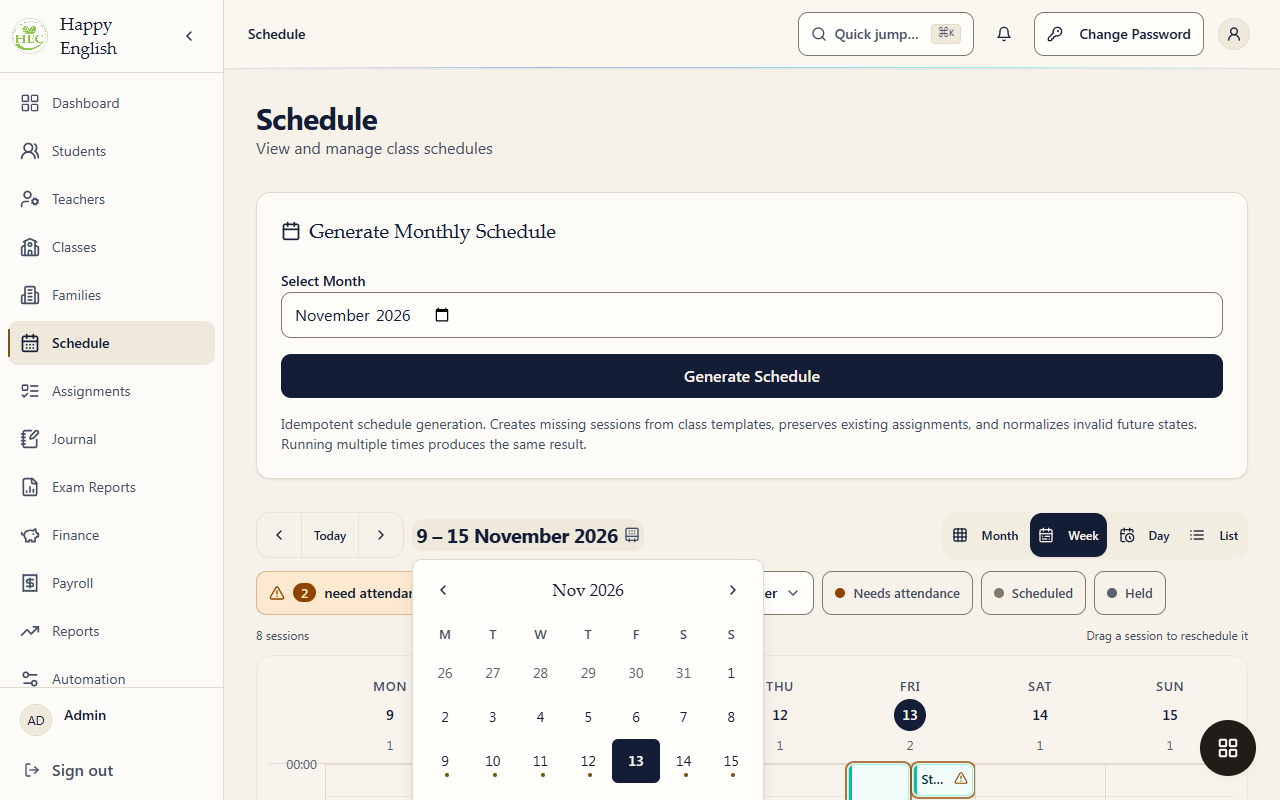 HEC
Happy
English
Dashboard
Students
Teachers
Classes
Families
Schedule
Assignments
Journal
Exam Reports
Finance
Payroll
Reports
Automation
AD
Admin
Sign out
Schedule
Quick jump...
⌘K
Change Password
Schedule
View and manage class schedules
Generate Monthly Schedule
Select Month
November 2026
Generate Schedule
Idempotent schedule generation. Creates missing sessions from class templates, preserves existing assignments, and normalizes invalid future states.
Running multiple times produces the same result.
Today
9 – 15 November 2026
Month
Week
Day
List
2 need attendan
er
Needs attendance
Scheduled
Held
8 sessions
Drag a session to reschedule it
Nov 2026
M T W T F S S
26 27 28 29 30 31 1
2 3 4 5 6 7 8
9 10 11 12 13 14 15
MON THU FRI SAT SUN
9 12 13 14 15
1 1 2 1 1
00:00
St...